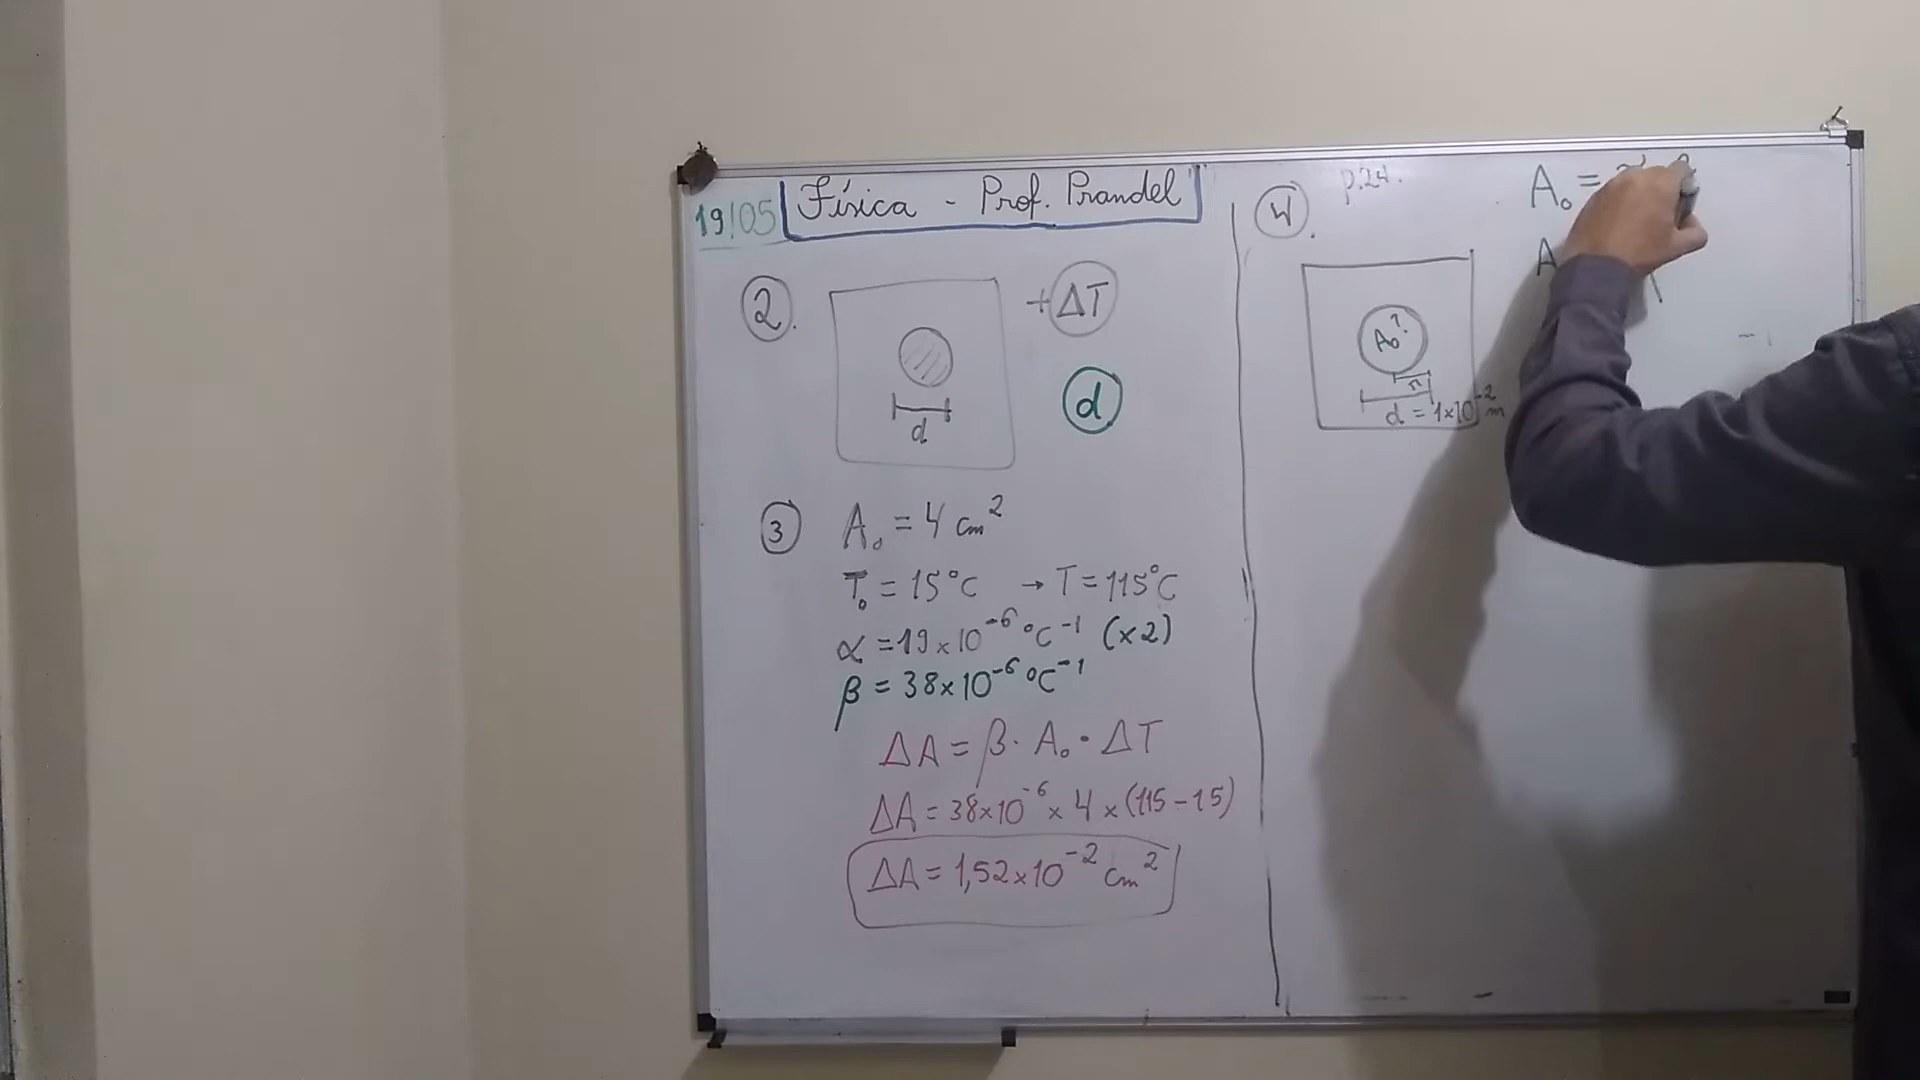 19/05 Física - Prof. Prandel
2.
+ΔT
d
d
3 A₀ = 4 cm²
T₀ = 15°C → T = 115°C
α = 19×10⁻⁶ °C⁻¹ (×2)
β = 38×10⁻⁶ °C⁻¹
ΔA = β · A₀ · ΔT
ΔA = 38×10⁻⁶ × 4 × (115 - 15)
ΔA = 1,52×10⁻² cm²
4. p.24.
A₀?
r
d = 1×10⁻² m
A₀ =
A